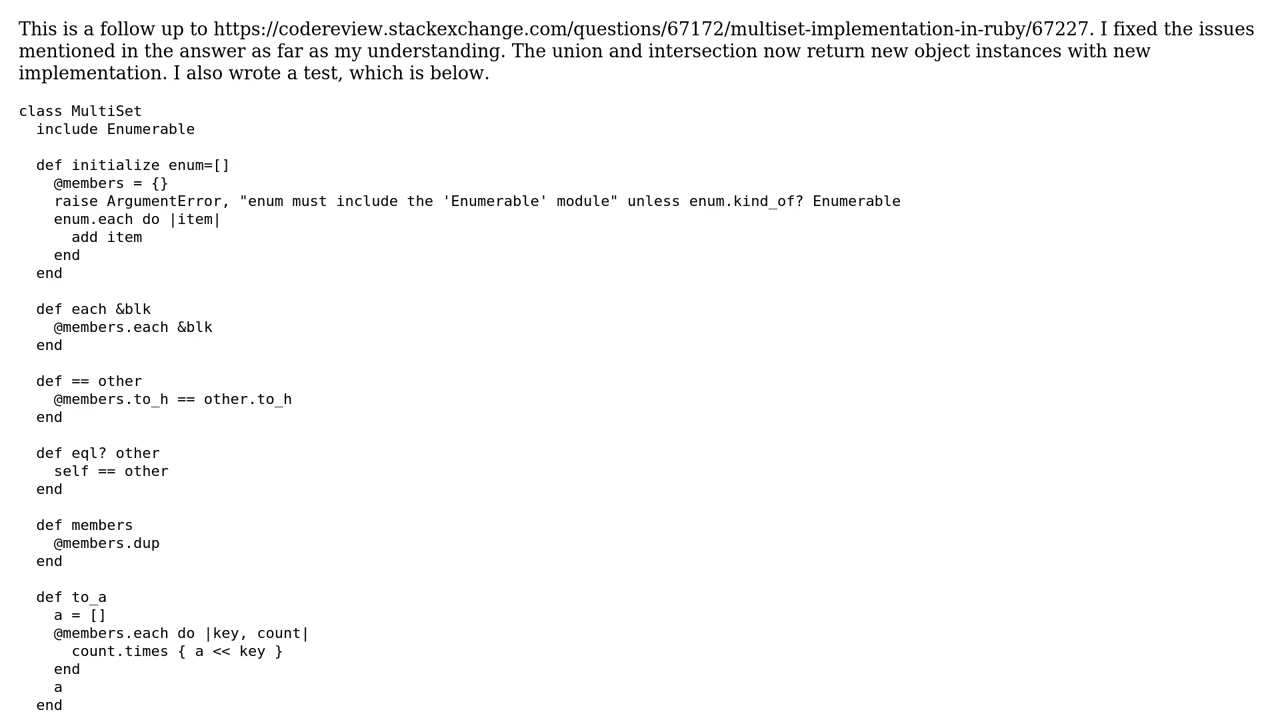 This is a follow up to https://codereview.stackexchange.com/questions/67172/multiset-implementation-in-ruby/67227. I fixed the issues
mentioned in the answer as far as my understanding. The union and intersection now return new object instances with new
implementation. I also wrote a test, which is below.
class MultiSet
  include Enumerable

  def initialize enum=[]
    @members = {}
    raise ArgumentError, "enum must include the 'Enumerable' module" unless enum.kind_of? Enumerable
    enum.each do |item|
      add item
    end
  end

  def each &blk
    @members.each &blk
  end

  def == other
    @members.to_h == other.to_h
  end

  def eql? other
    self == other
  end

  def members
    @members.dup
  end

  def to_a
    a = []
    @members.each do |key, count|
      count.times { a << key }
    end
    a
  end